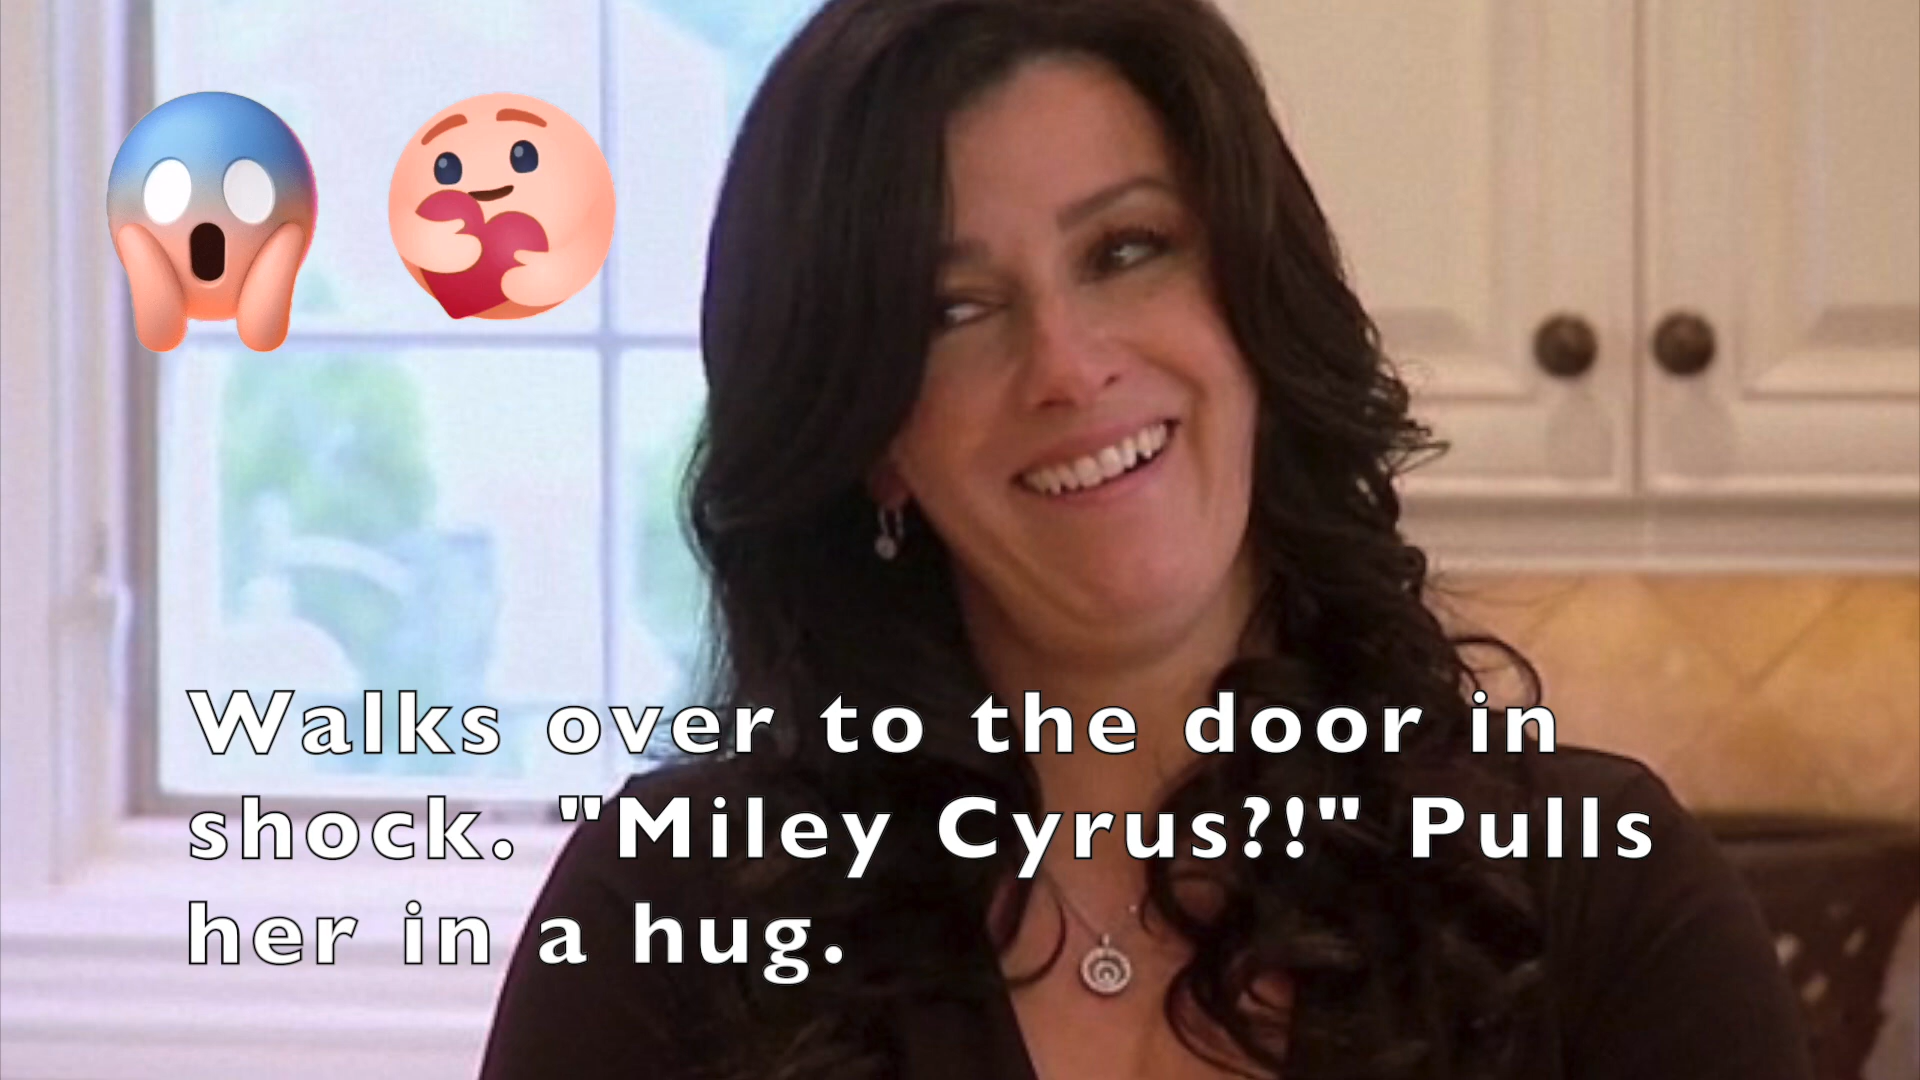 Walks over to the door in
shock. "Miley Cyrus?!" Pulls
her in a hug.